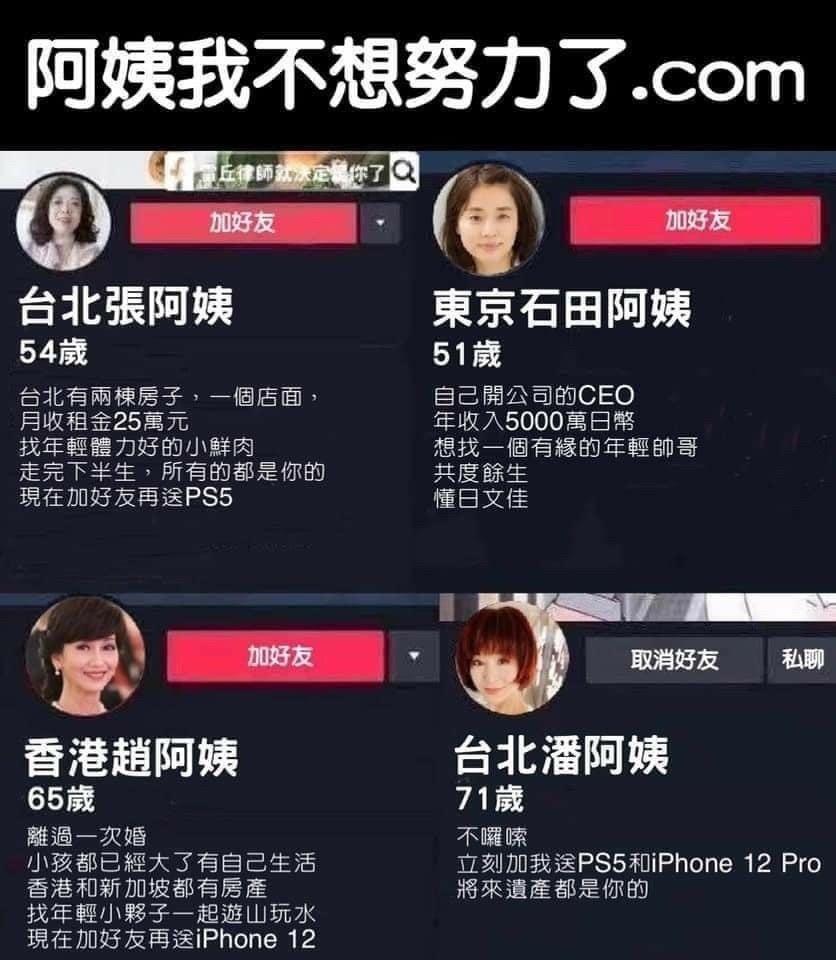 阿姨我不想努力了.com
雷丘律師就決定是你了
加好友
台北張阿姨
54歲
台北有兩棟房子，一個店面，
月收租金25萬元
找年輕體力好的小鮮肉
走完下半生，所有的都是你的
現在加好友再送PS5
加好友
東京石田阿姨
51歲
自己開公司的CEO
年收入5000萬日幣
想找一個有緣的年輕帥哥
共度餘生
懂日文佳
加好友
香港趙阿姨
65歲
離過一次婚
小孩都已經大了有自己生活
香港和新加坡都有房產
找年輕小夥子一起遊山玩水
現在加好友再送iPhone 12
取消好友
私聊
台北潘阿姨
71歲
不囉嗦
立刻加我送PS5和iPhone 12 Pro
將來遺產都是你的